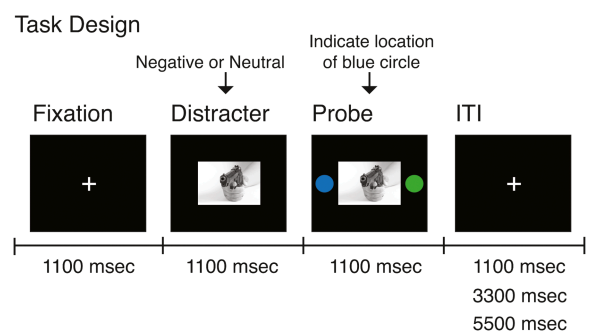 Task Design
Negative or Neutral
Indicate location
of blue circle
Fixation
Distracter
Probe
ITI
1100 msec
1100 msec
1100 msec
1100 msec
3300 msec
5500 msec